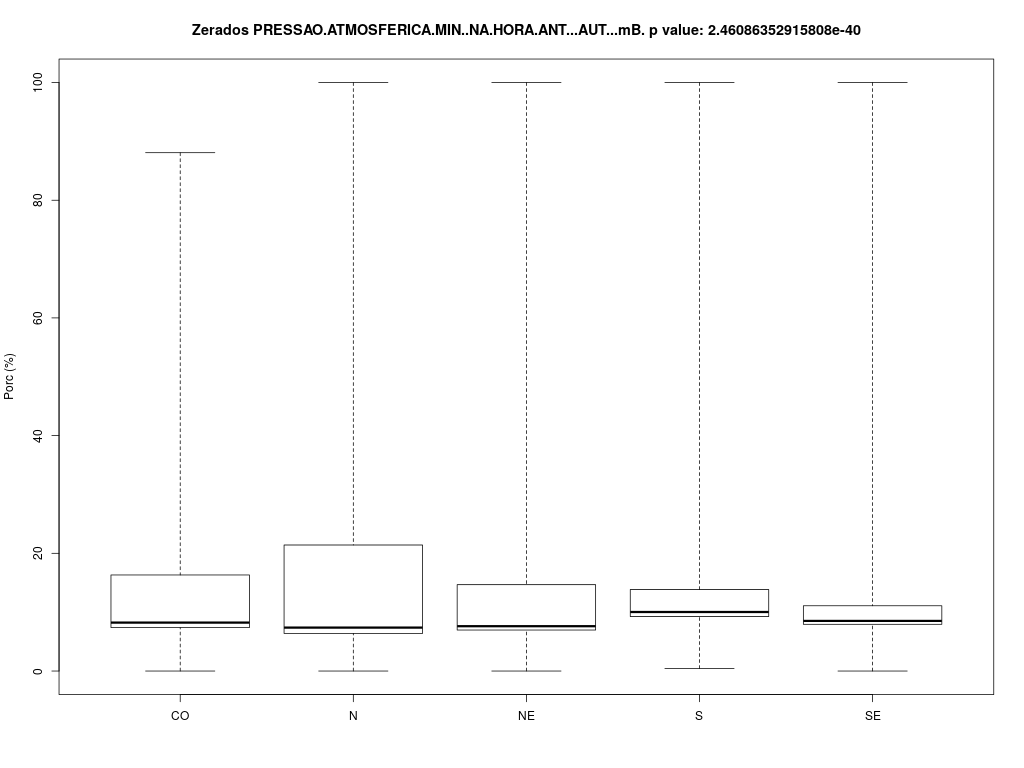 Zerados PRESSAO.ATMOSFERICA.MIN..NA.HORA.ANT...AUT...mB. p value: 2.46086352915808e-40
Porc (%)
100
80
60
40
20
0
CO N NE S SE